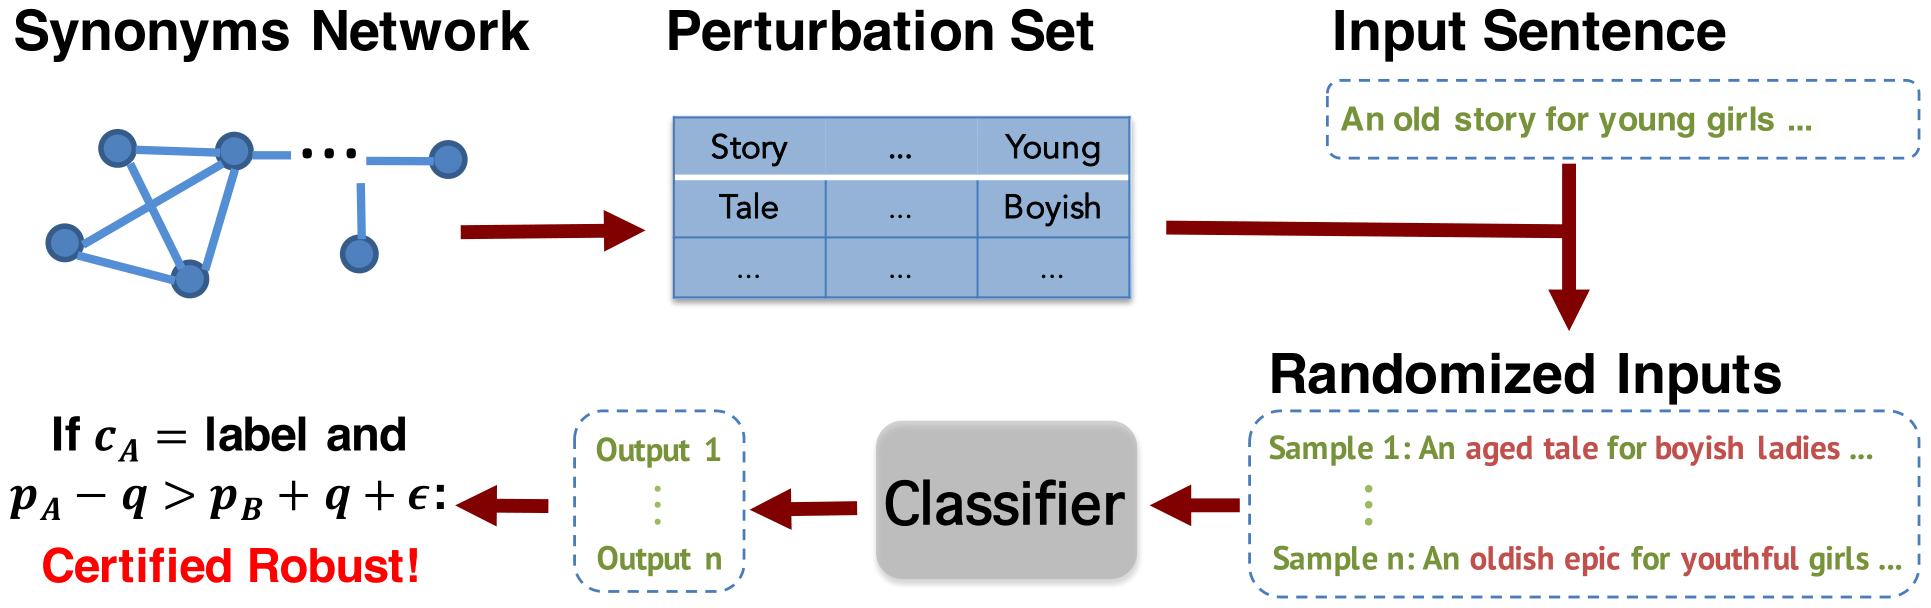 Synonyms Network
Perturbation Set
Input Sentence
An old story for young girls ...
...
Story ... Young
Tale ... Boyish
... ... ...
Randomized Inputs
Sample 1: An aged tale for boyish ladies ...
⋮
Sample n: An oldish epic for youthful girls ...
Classifier
Output 1
⋮
Output n
If c_A = label and
p_A − q > p_B + q + ϵ:
Certified Robust!